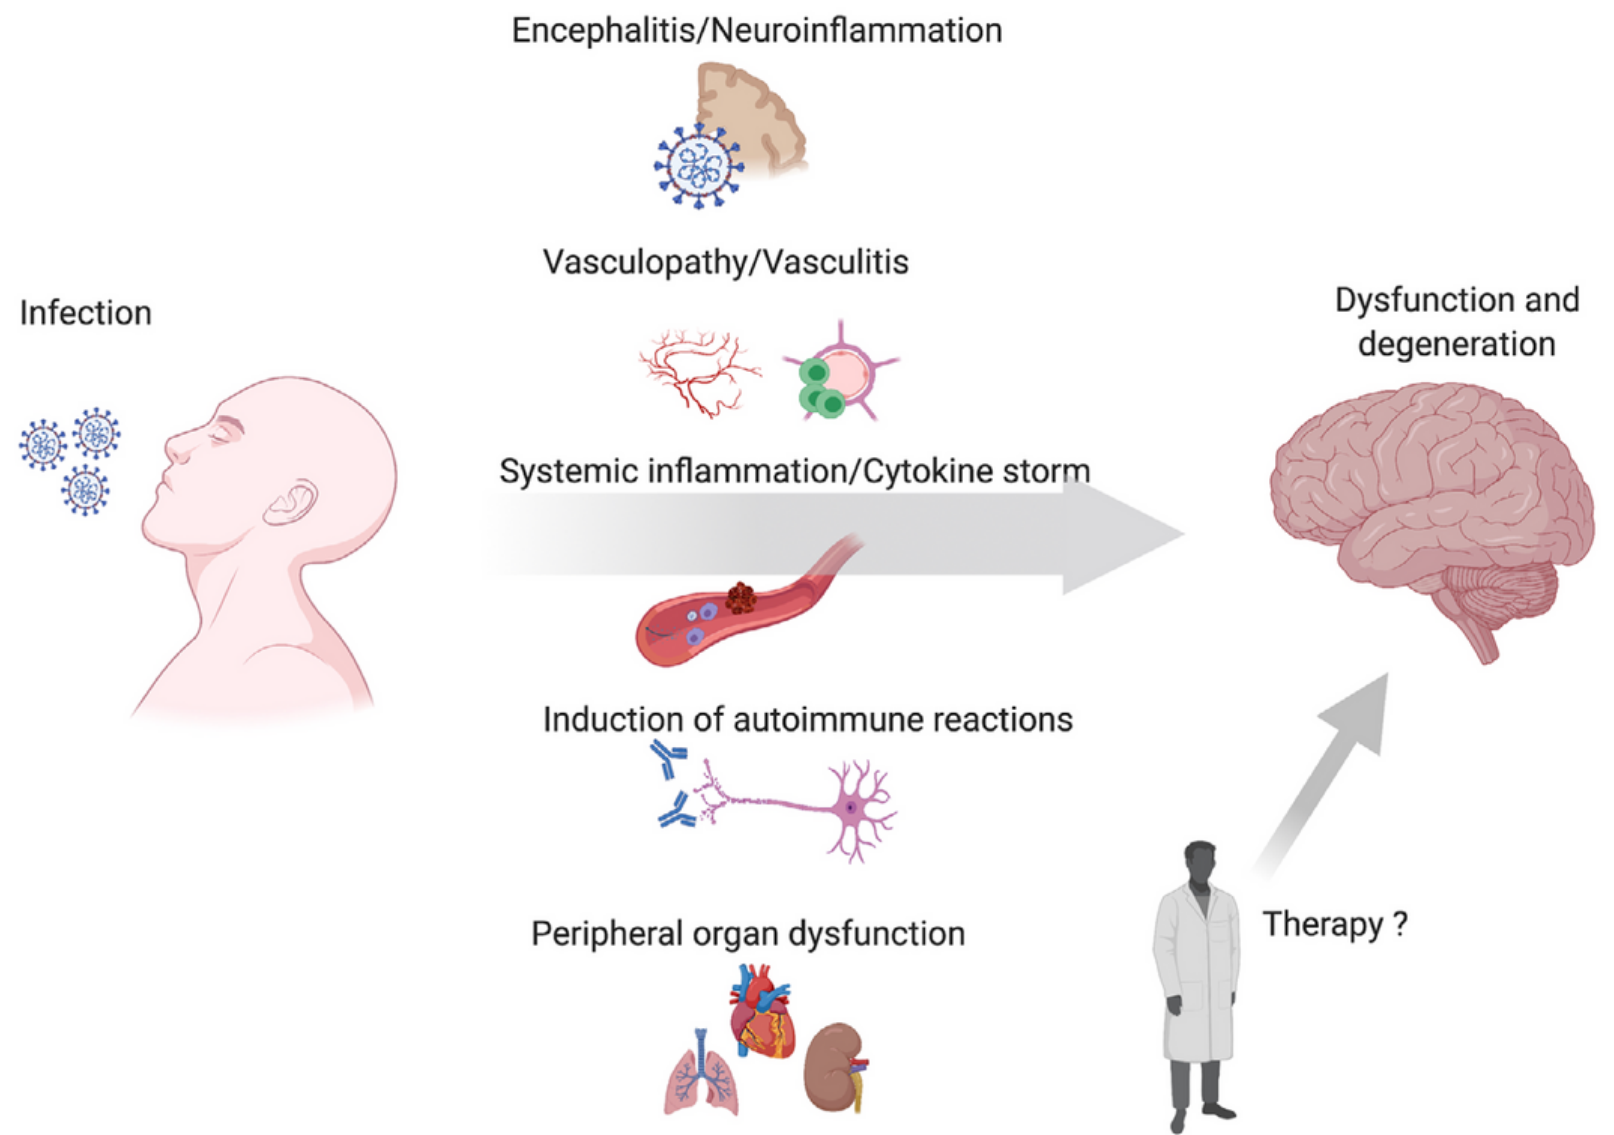 Encephalitis/Neuroinflammation
Vasculopathy/Vasculitis
Infection
Dysfunction and
degeneration
Systemic inflammation/Cytokine storm
Induction of autoimmune reactions
Peripheral organ dysfunction
Therapy ?